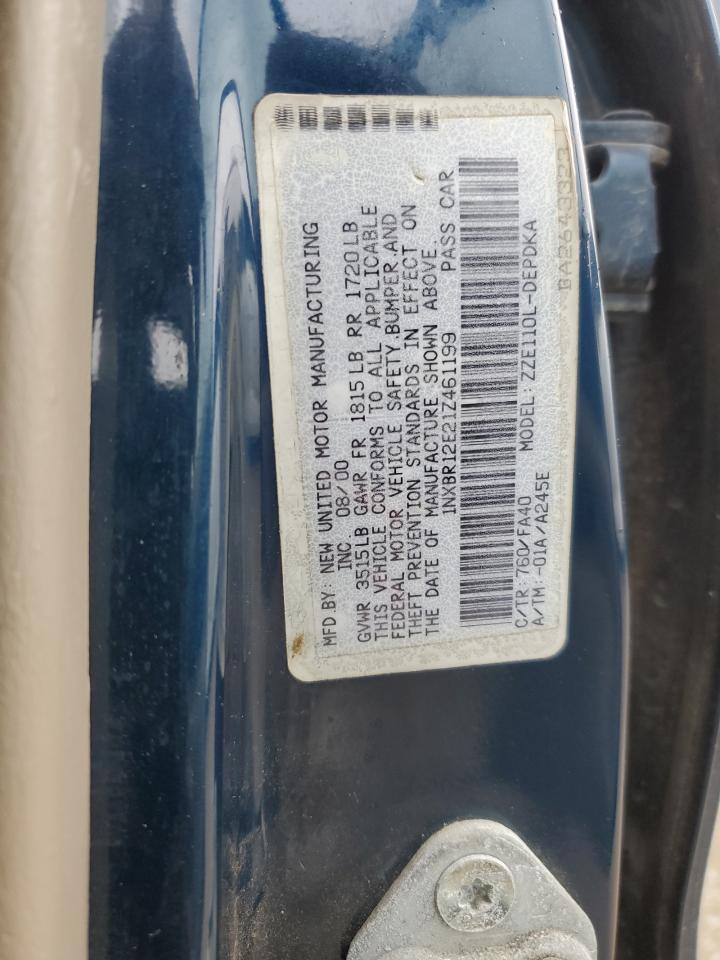 MFD.BY: NEW UNITED MOTOR MANUFACTURING
INC. 08/00
GVWR 3515LB GAWR FR 1815LB RR 1720LB
THIS VEHICLE CONFORMS TO ALL APPLICABLE
FEDERAL MOTOR VEHICLE SAFETY,BUMPER,AND
THEFT PREVENTION STANDARDS IN EFFECT ON
THE DATE OF MANUFACTURE SHOWN ABOVE.
1NXBR12E21Z461199 PASS CAR
C/TR: 760/FA40 MODEL: ZZE110L-DEPDKA
A/TM: -01A/A245E